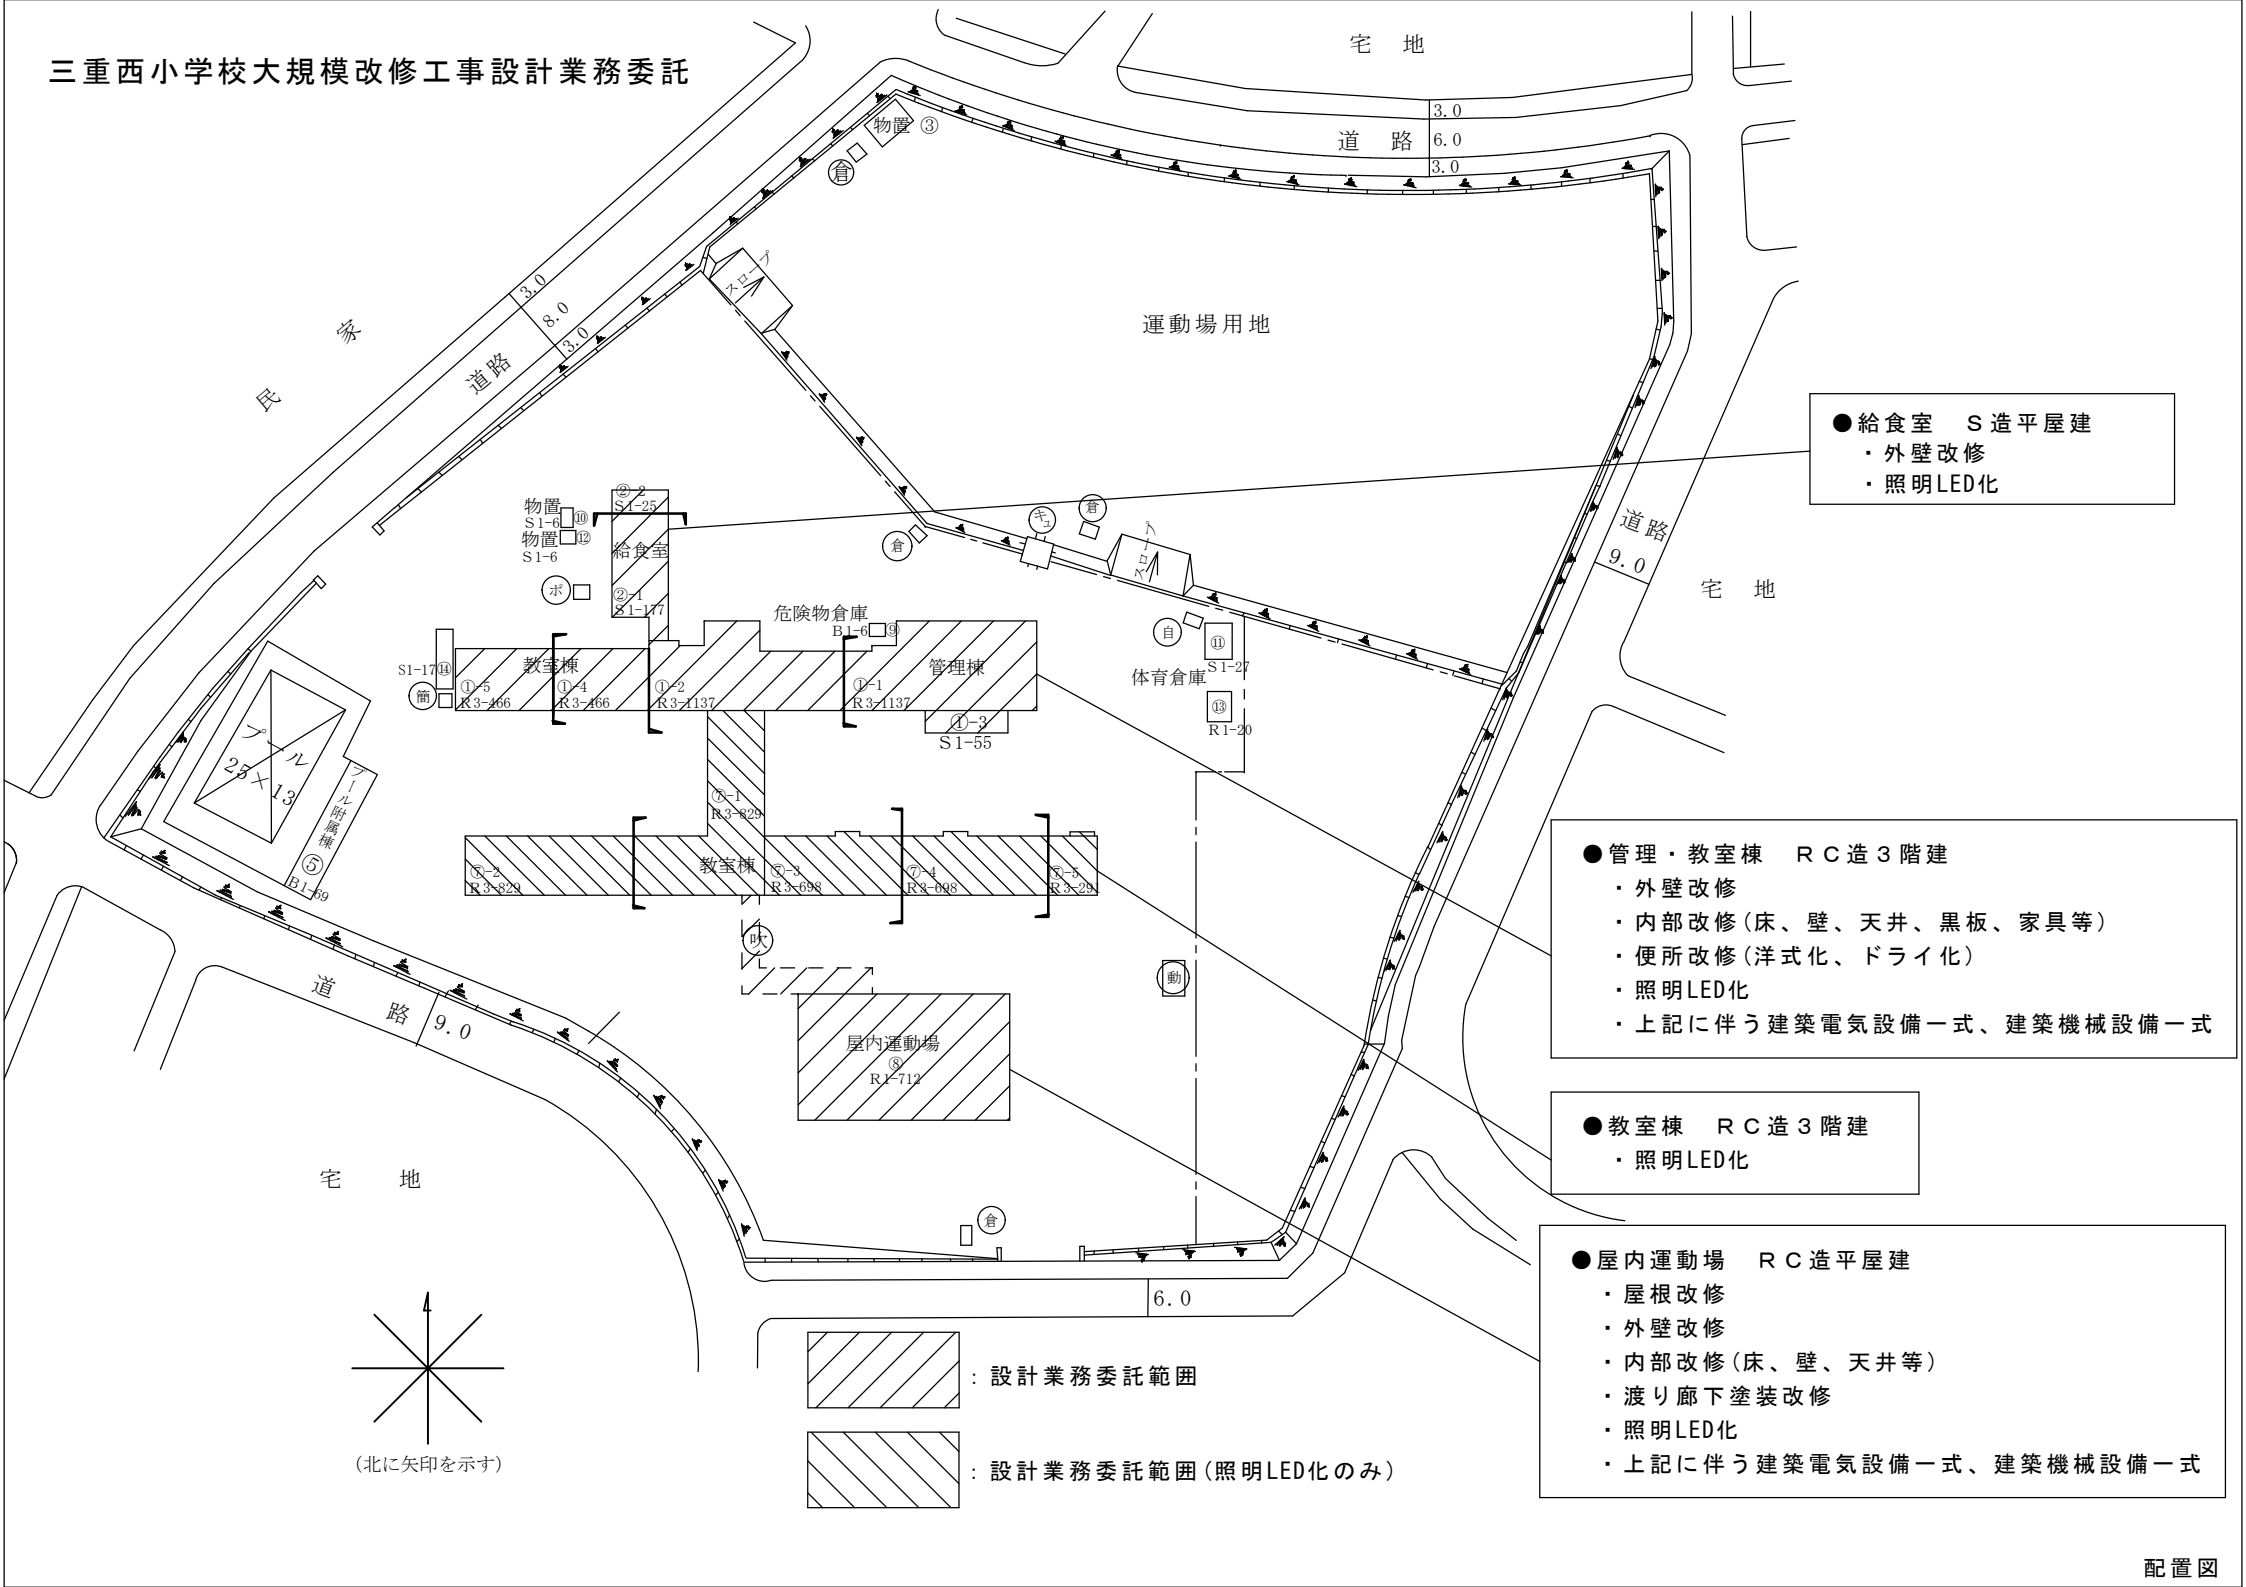 三重西小学校大規模改修工事設計業務委託
宅 地
3.0
道 路 6.0
3.0
物置 ③
倉
スロープ
運動場用地
民 家
3.0
8.0
3.0
道路
●給食室 S造平屋建
・外壁改修
・照明LED化
道路
9.0
宅 地
②-2
S1-25
物置
S1-6 ⑩
物置 ⑫
S1-6
給食室
ポ
②-1
S1-177
倉
キュ
倉
スロープ
自
⑪
S1-27
体育倉庫
⑬
R1-20
危険物倉庫
B1-6 ⑨
S1-17 ⑭
簡
教室棟
管理棟
①-5
R3-466
①-4
R3-466
①-2
R3-1137
①-1
R3-1137
①-3
S1-55
プール
25×13
プール附属棟
⑤
B1-69
⑦-1
R3-829
教室棟
⑦-2
R3-829
⑦-3
R3-698
⑦-4
R3-698
⑦-5
R3-291
吹
動
屋内運動場
⑧
R1-712
道 路
9.0
宅 地
倉
6.0
●管理・教室棟 RC造3階建
・外壁改修
・内部改修(床、壁、天井、黒板、家具等)
・便所改修(洋式化、ドライ化)
・照明LED化
・上記に伴う建築電気設備一式、建築機械設備一式
●教室棟 RC造3階建
・照明LED化
●屋内運動場 RC造平屋建
・屋根改修
・外壁改修
・内部改修(床、壁、天井等)
・渡り廊下塗装改修
・照明LED化
・上記に伴う建築電気設備一式、建築機械設備一式
(北に矢印を示す)
：設計業務委託範囲
：設計業務委託範囲(照明LED化のみ)
配置図